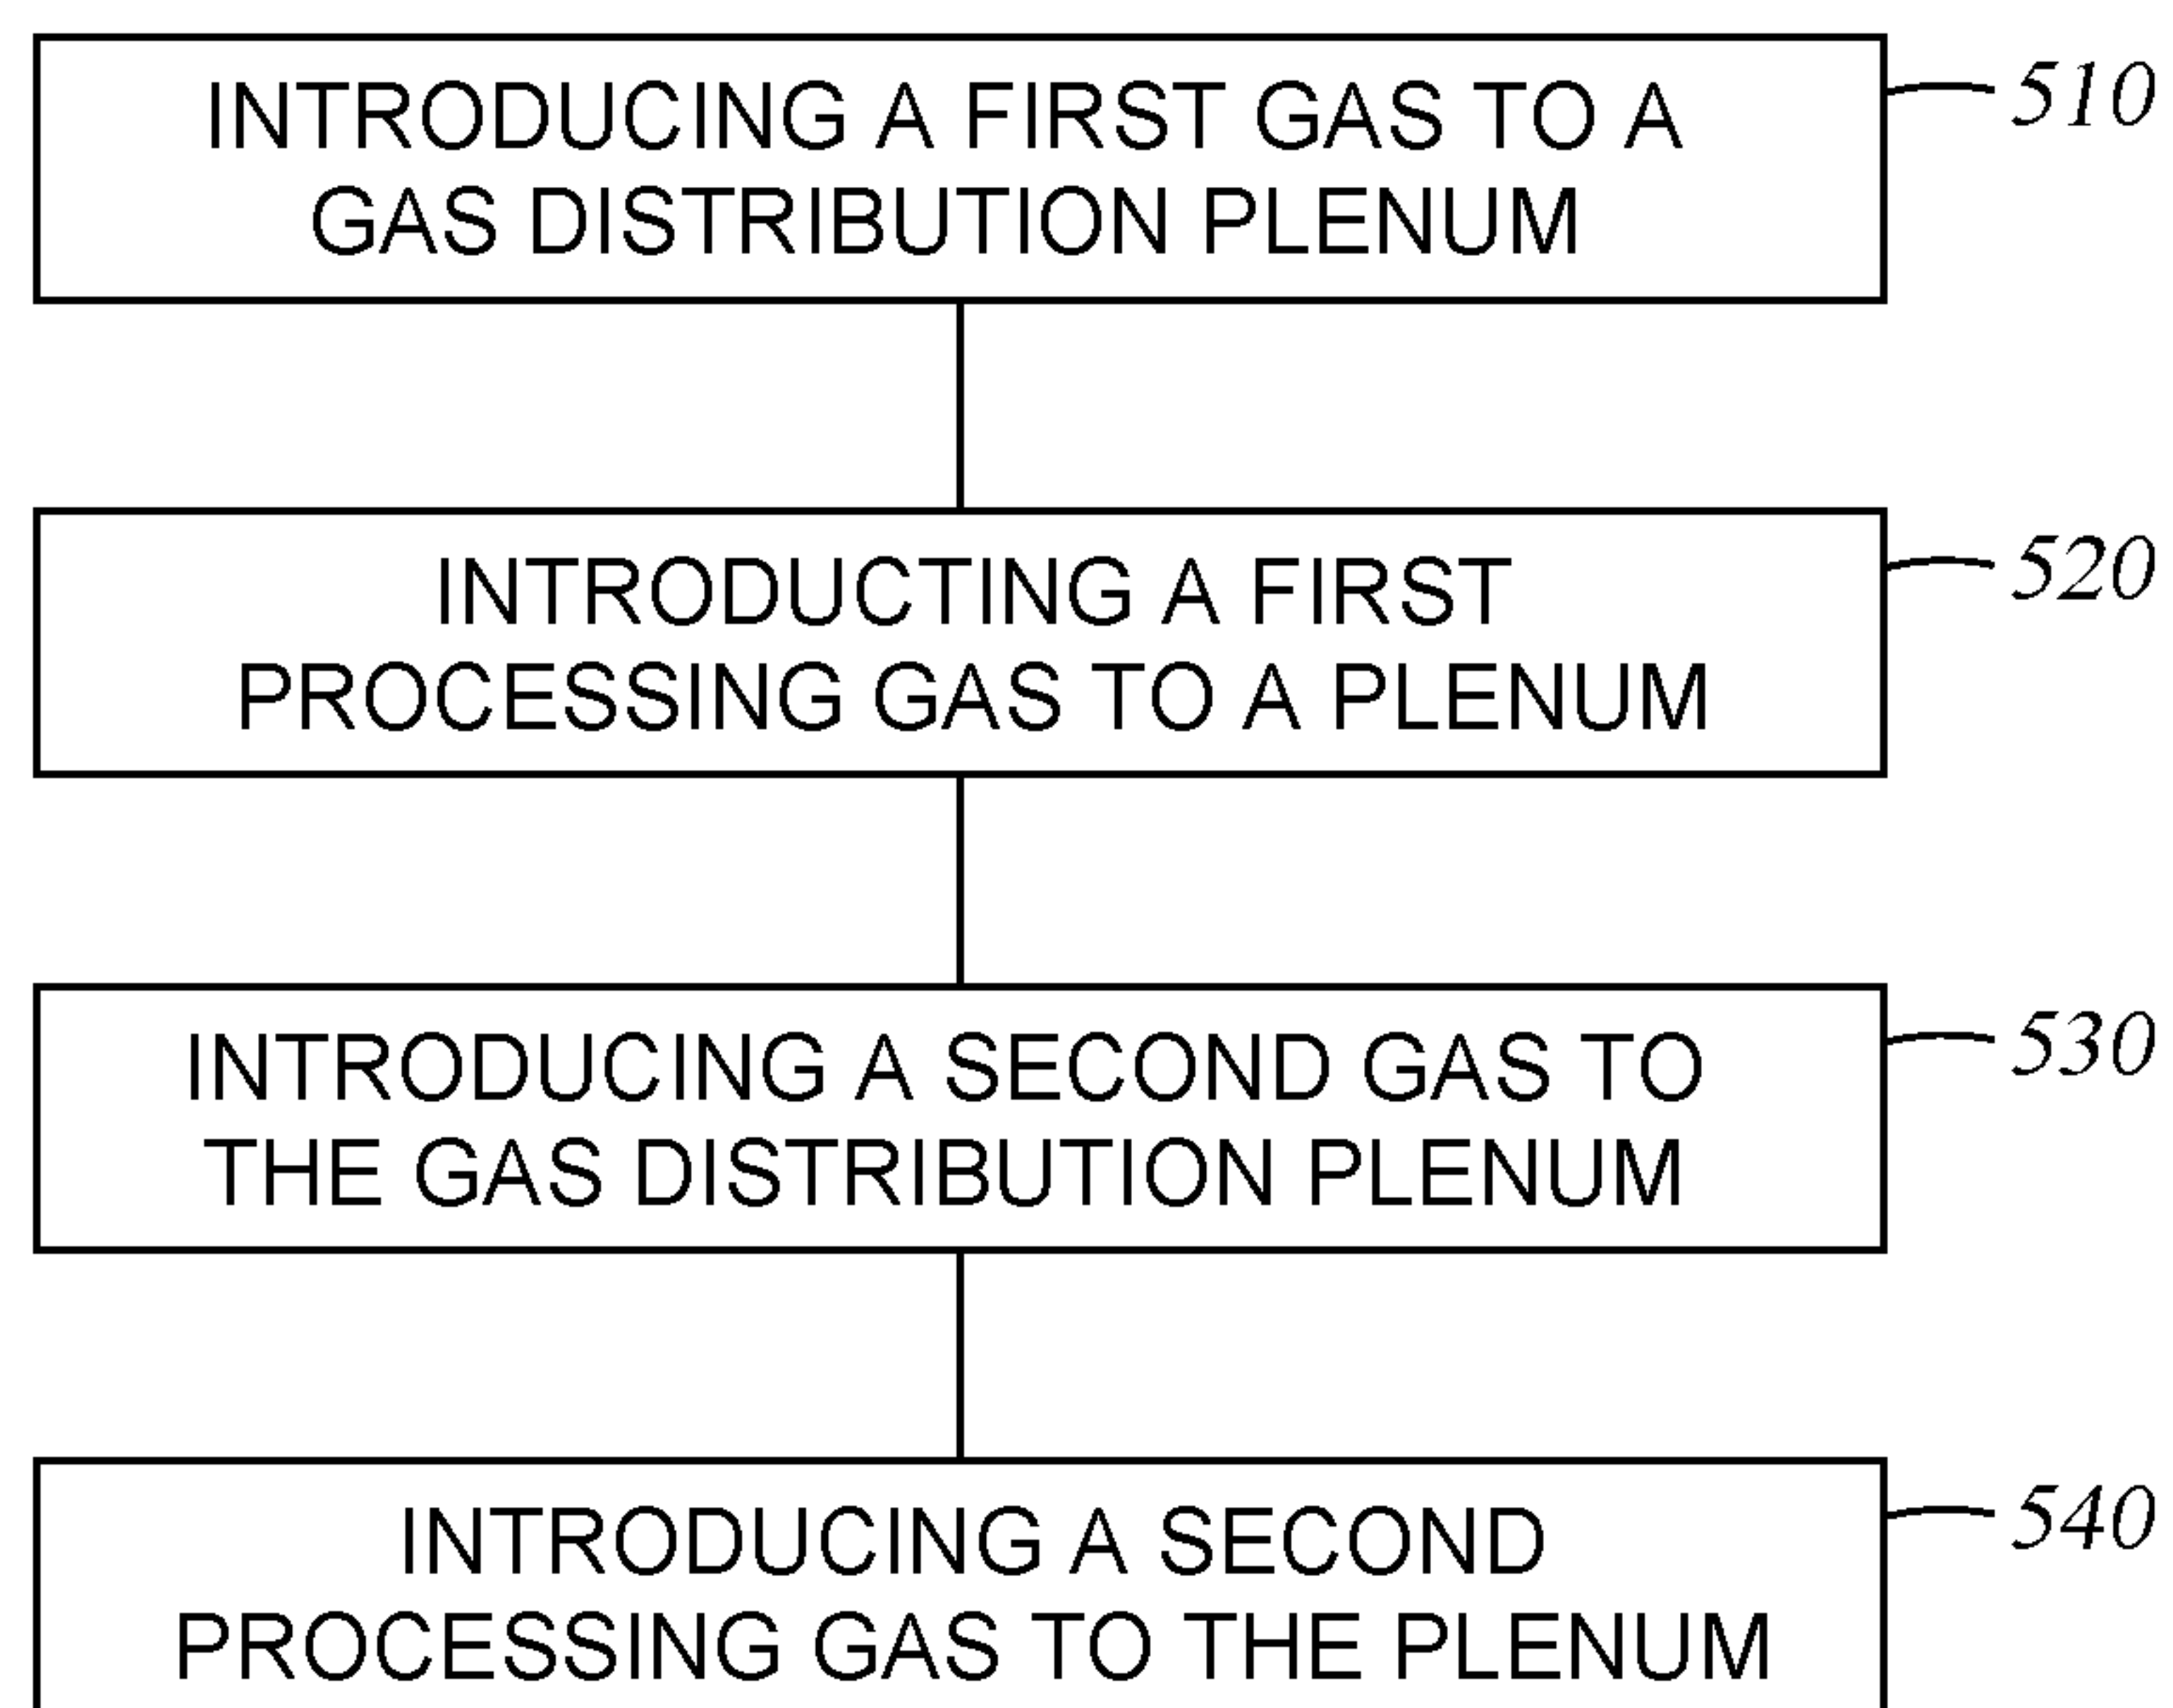 INTRODUCING A FIRST GAS TO A
GAS DISTRIBUTION PLENUM
510
INTRODUCTING A FIRST
PROCESSING GAS TO A PLENUM
520
INTRODUCING A SECOND GAS TO
THE GAS DISTRIBUTION PLENUM
530
INTRODUCING A SECOND
PROCESSING GAS TO THE PLENUM
540